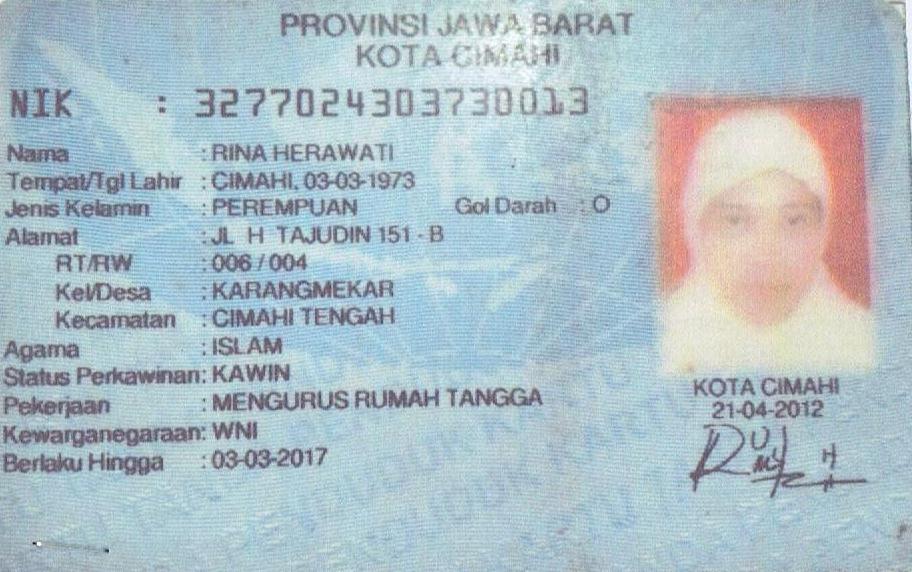 PROVINSI JAWA BARAT
KOTA CIMAHI
NIK : 3277024303730013
Nama : RINA HERAWATI
Tempat/Tgl Lahir : CIMAHI, 03-03-1973
Jenis Kelamin : PEREMPUAN Gol Darah : O
Alamat : JL H TAJUDIN 151 - B
RT/RW : 006 / 004
Kel/Desa : KARANGMEKAR
Kecamatan : CIMAHI TENGAH
Agama : ISLAM
Status Perkawinan: KAWIN
Pekerjaan : MENGURUS RUMAH TANGGA
Kewarganegaraan: WNI
Berlaku Hingga : 03-03-2017
KOTA CIMAHI
21-04-2012